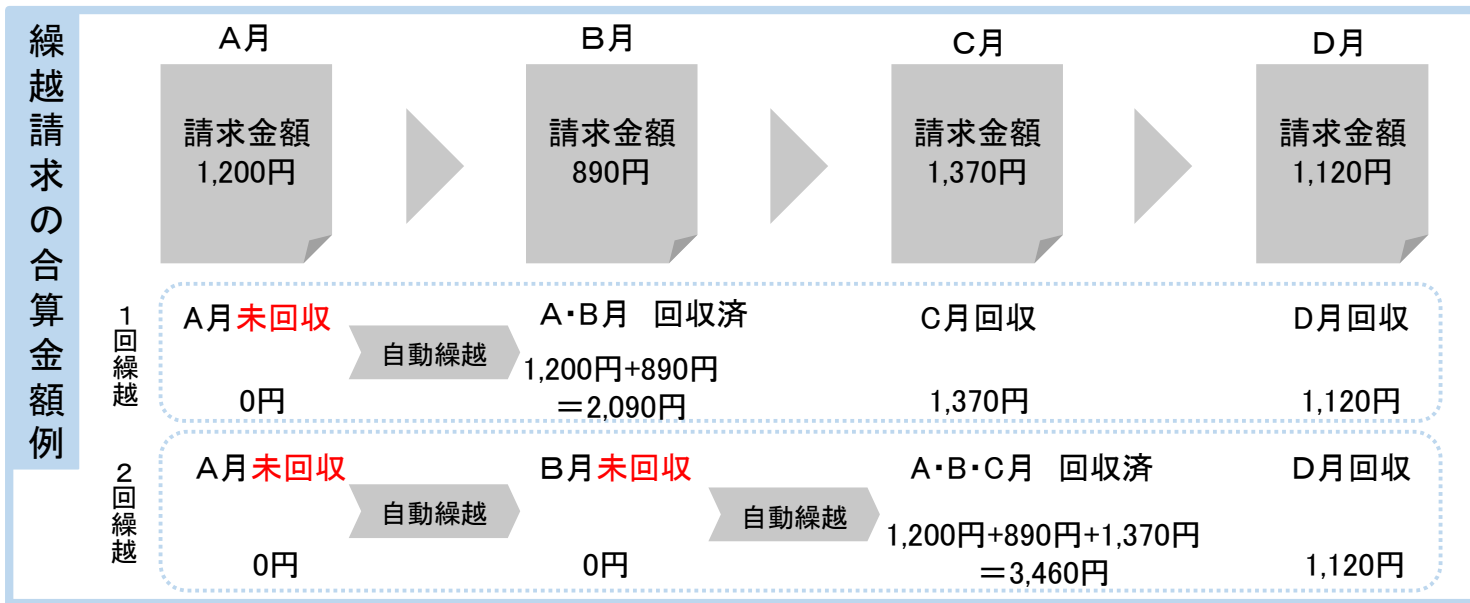 繰越請求の合算金額例
A月
B月
C月
D月
請求金額
1,200円
請求金額
890円
請求金額
1,370円
請求金額
1,120円
1回繰越
A月未回収
自動繰越
A・B月 回収済
C月回収
D月回収
0円
1,200円+890円
＝2,090円
1,370円
1,120円
2回繰越
A月未回収
自動繰越
B月未回収
自動繰越
A・B・C月 回収済
D月回収
0円
0円
1,200円+890円+1,370円
＝3,460円
1,120円